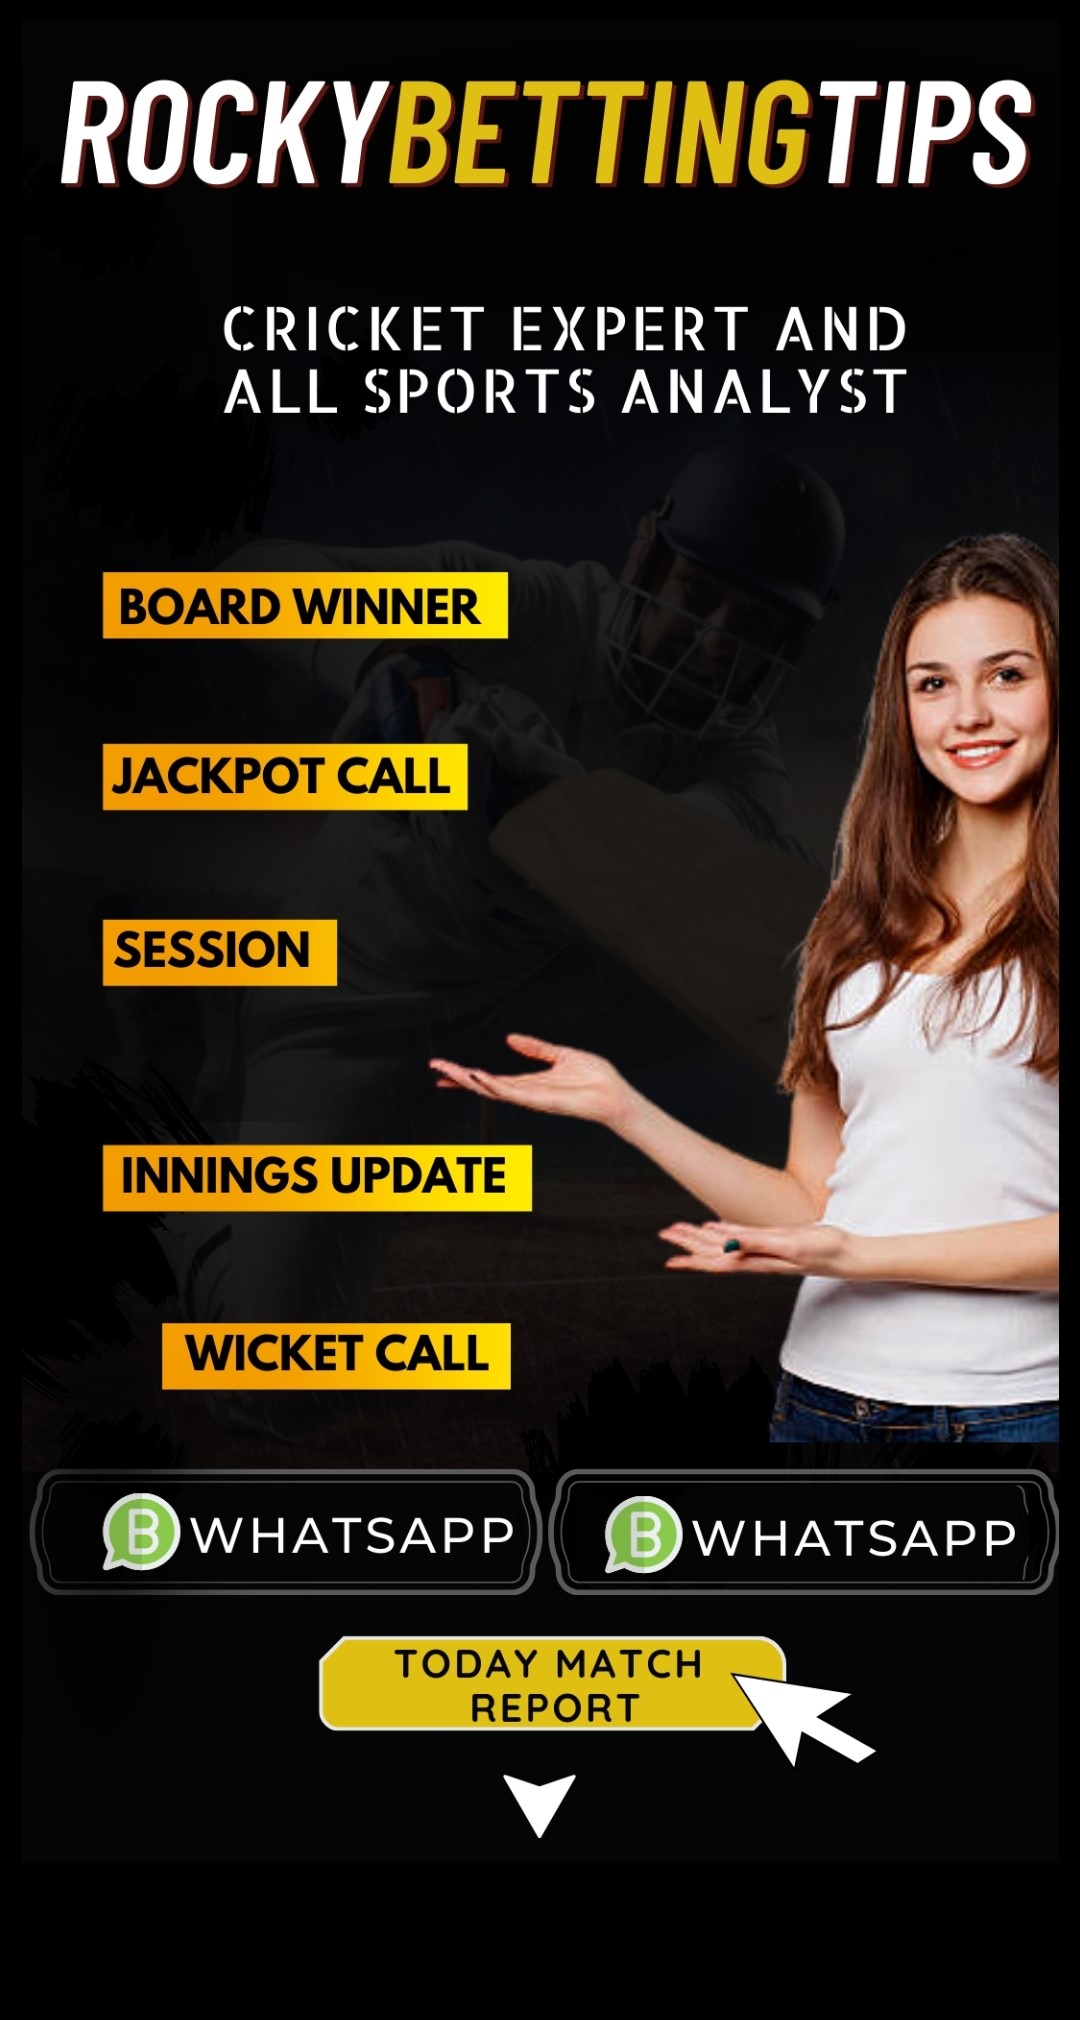 ROCKYBETTINGTIPS
CRICKET EXPERT AND
ALL SPORTS ANALYST
BOARD WINNER
JACKPOT CALL
SESSION
INNINGS UPDATE
WICKET CALL
B WHATSAPP
B WHATSAPP
TODAY MATCH
REPORT